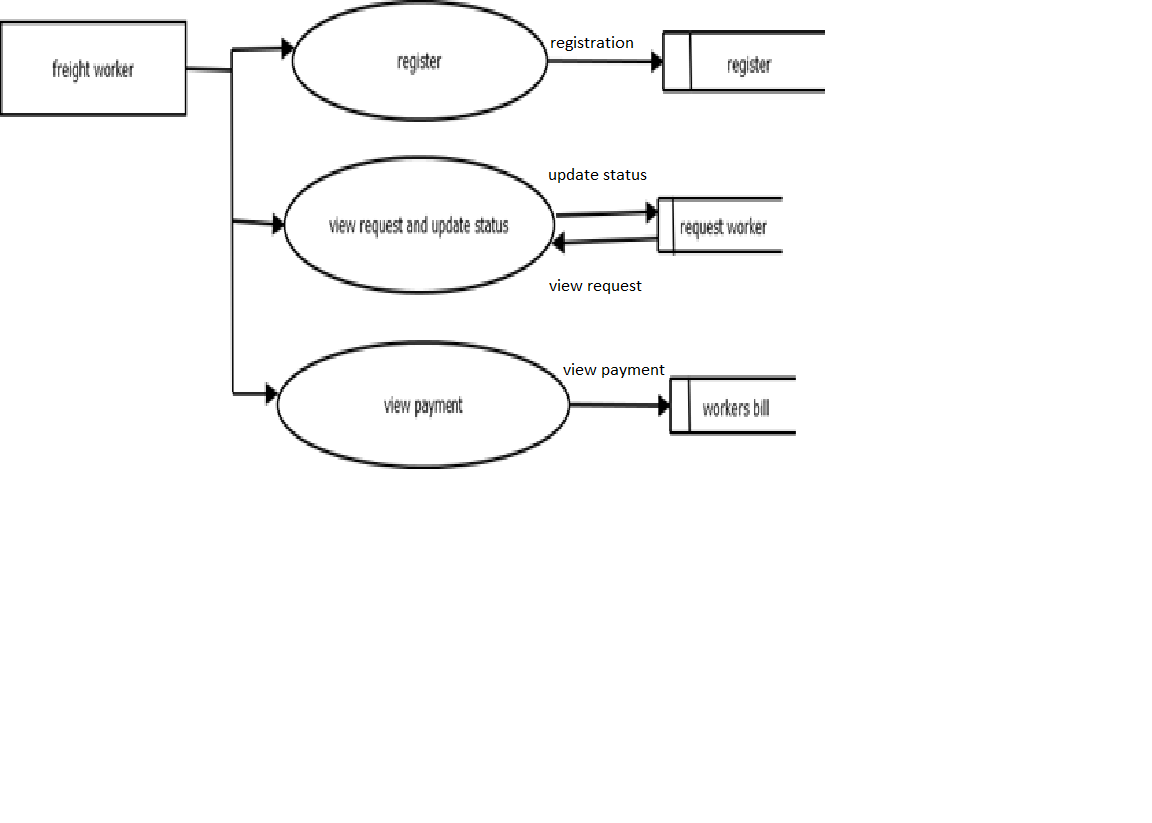 freight worker
register
registration
register
update status
view request and update status
request worker
view request
view payment
view payment
workers bill